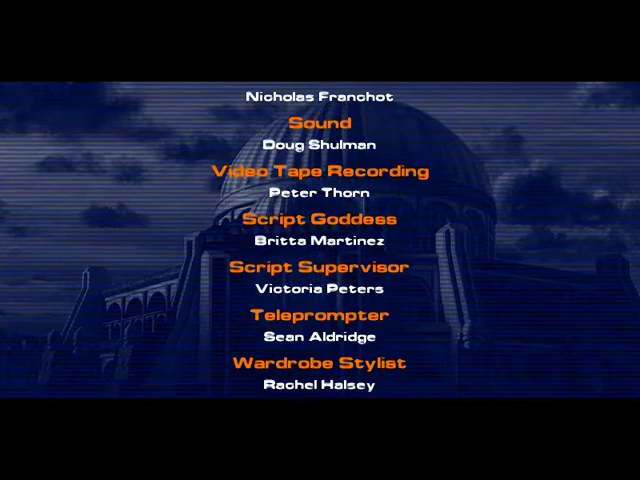 Nicholas Franchot
Sound
Doug Shulman
Video Tape Recording
Peter Thorn
Script Goddess
Britta Martinez
Script Supervisor
Victoria Peters
Teleprompter
Sean Aldridge
Wardrobe Stylist
Rachel Halsey